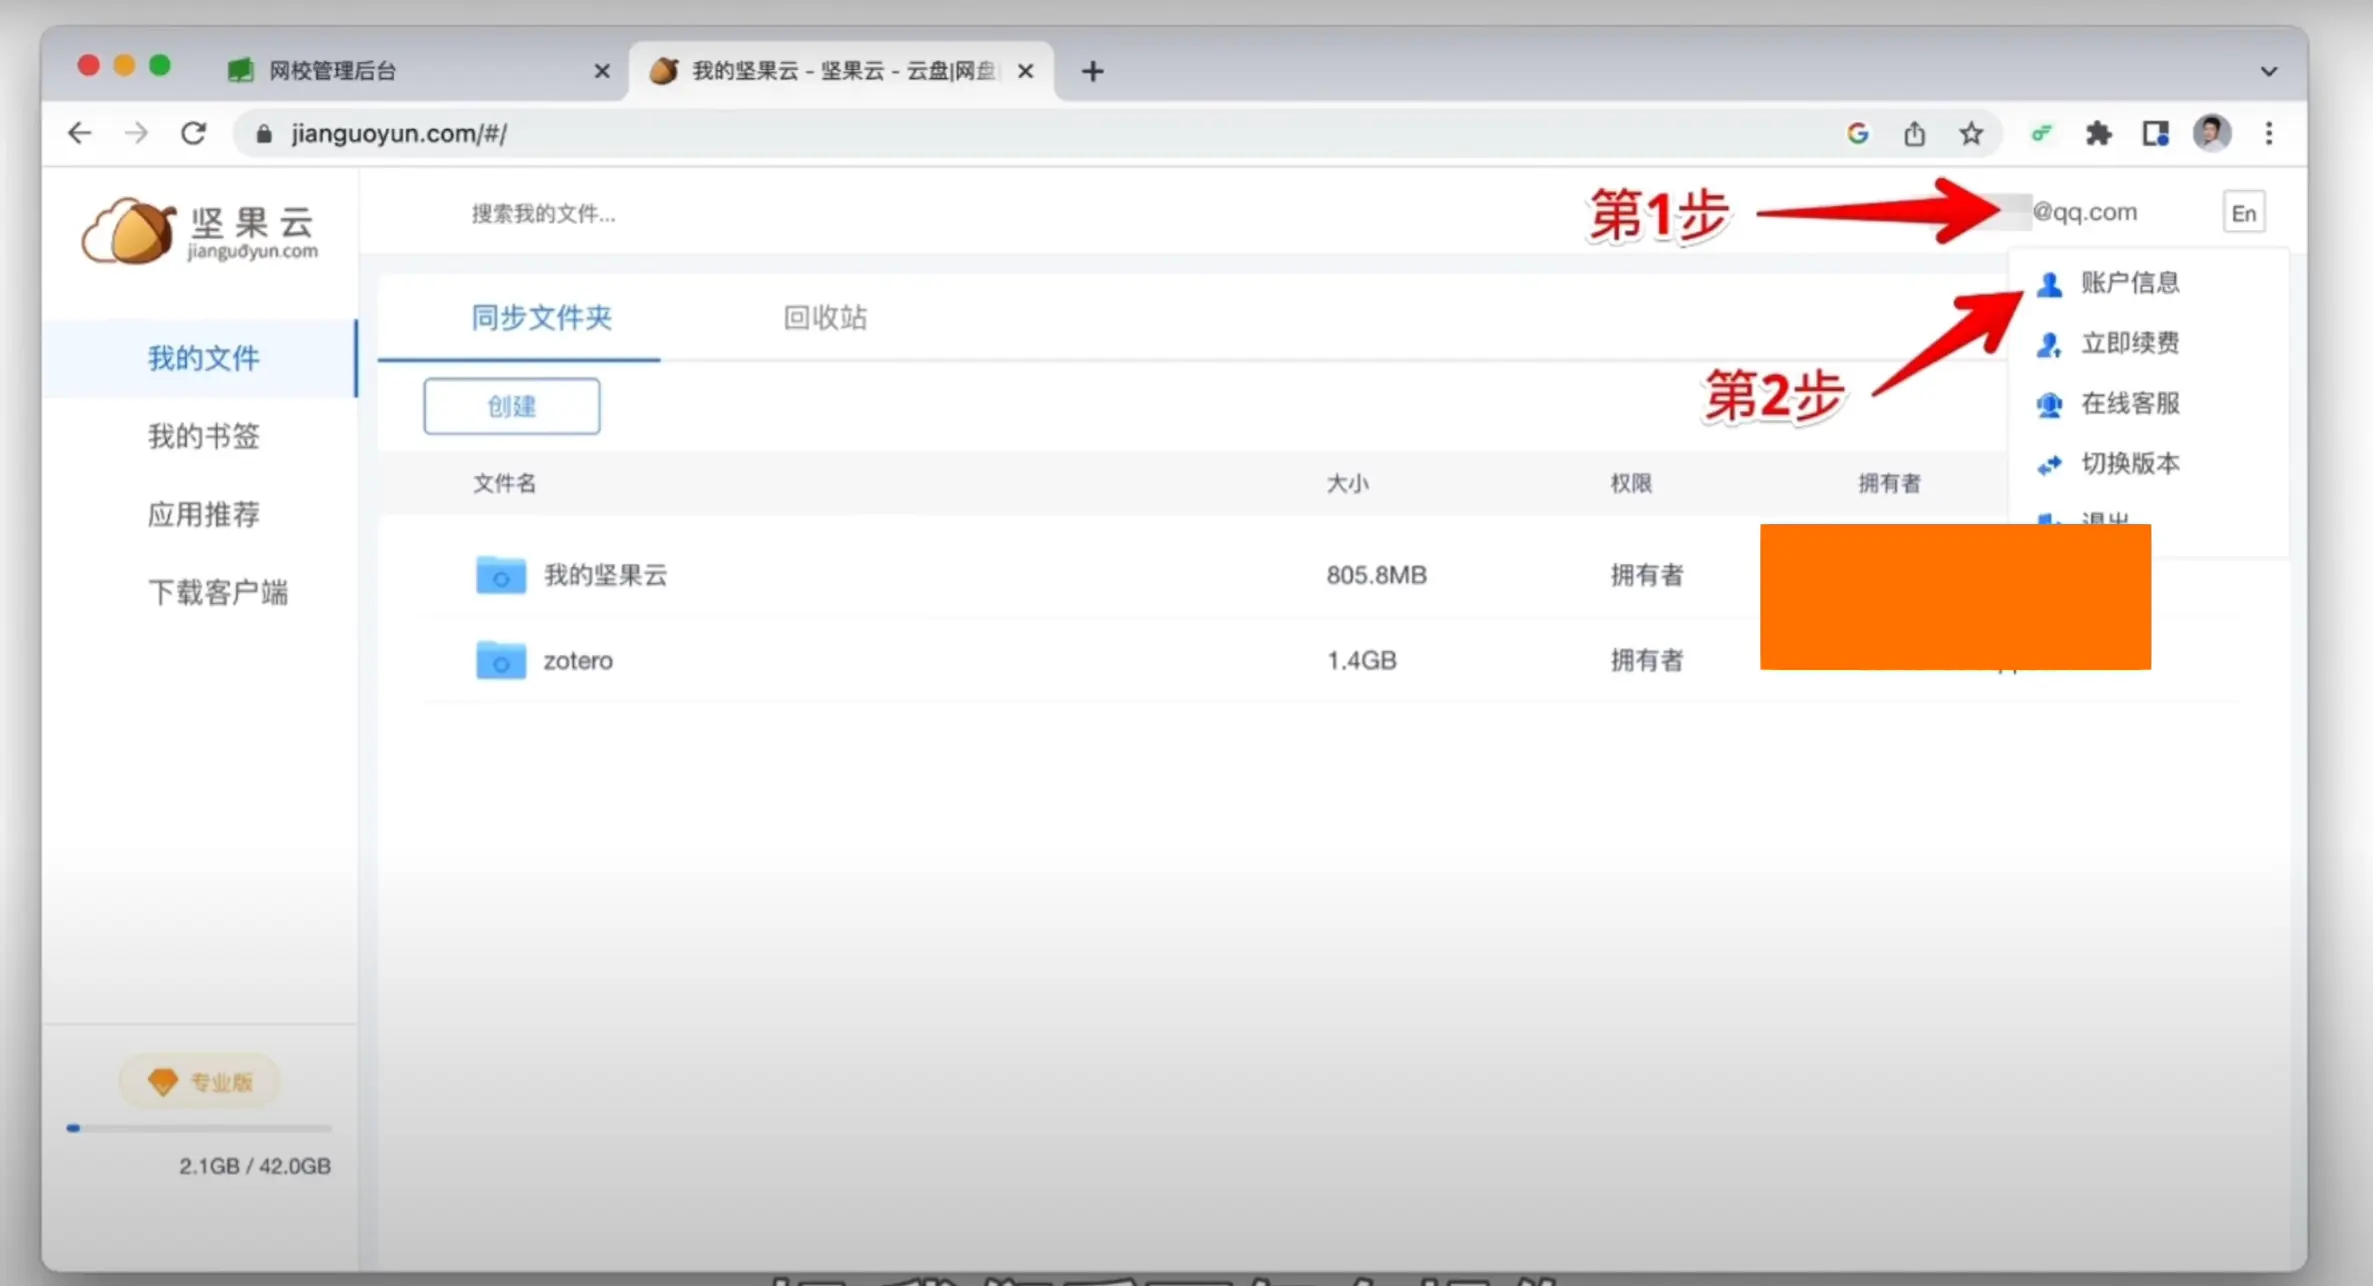 网校管理后台
我的坚果云 - 坚果云 - 云盘|网盘
jianguoyun.com/#/
坚果云
jianguoyun.com
搜索我的文件...
第1步
@qq.com
En
账户信息
立即续费
在线客服
切换版本
退出
第2步
同步文件夹
回收站
创建
我的文件
我的书签
应用推荐
下载客户端
文件名 大小 权限 拥有者
我的坚果云 805.8MB 拥有者
zotero 1.4GB 拥有者
专业版
2.1GB / 42.0GB